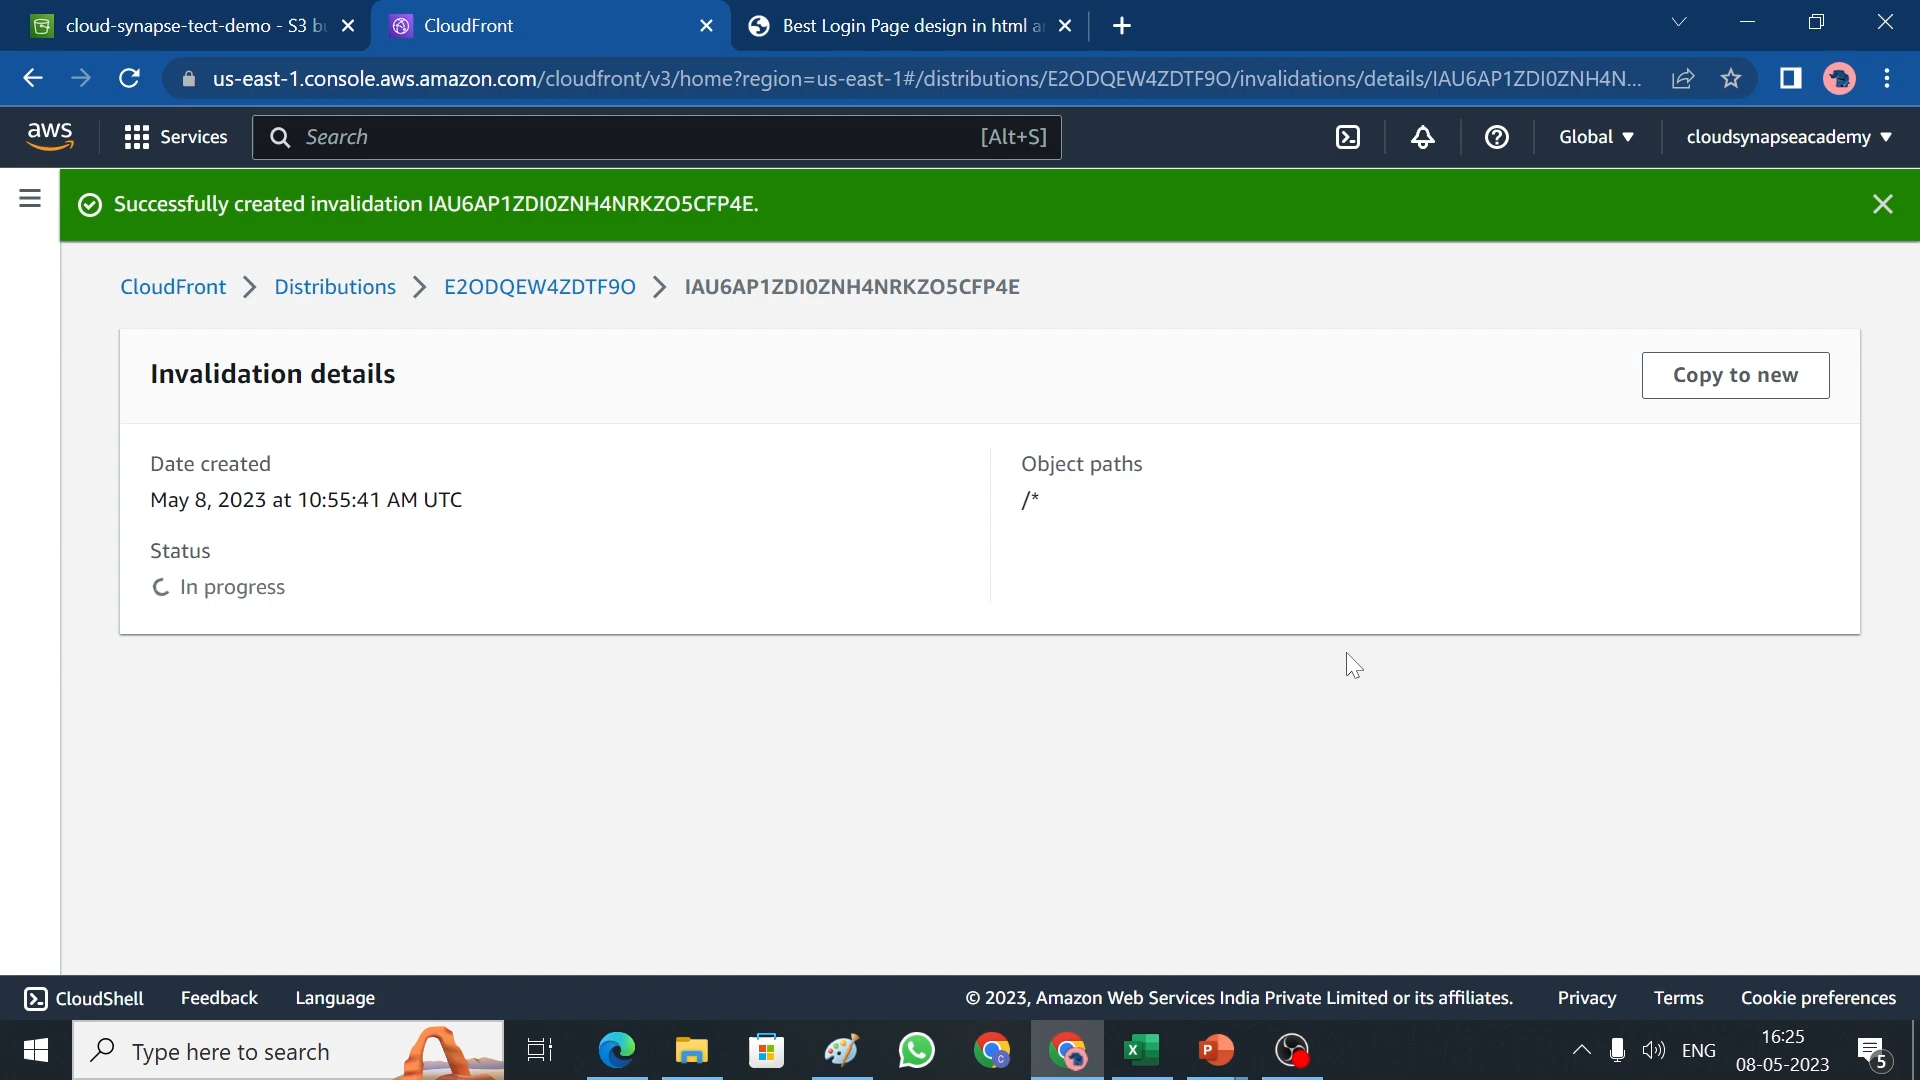 cloud-synapse-tect-demo - S3 bu
CloudFront
Best Login Page design in html an
us-east-1.console.aws.amazon.com/cloudfront/v3/home?region=us-east-1#/distributions/E2ODQEW4ZDTF9O/invalidations/details/IAU6AP1ZDI0ZNH4N...
aws
Services
Search
[Alt+S]
Global
cloudsynapseacademy
Successfully created invalidation IAU6AP1ZDI0ZNH4NRKZO5CFP4E.
CloudFront
Distributions
E2ODQEW4ZDTF9O
IAU6AP1ZDI0ZNH4NRKZO5CFP4E
Invalidation details
Copy to new
Date created
May 8, 2023 at 10:55:41 AM UTC
Status
In progress
Object paths
/*
CloudShell
Feedback
Language
© 2023, Amazon Web Services India Private Limited or its affiliates.
Privacy
Terms
Cookie preferences
Type here to search
ENG
16:25
08-05-2023
5